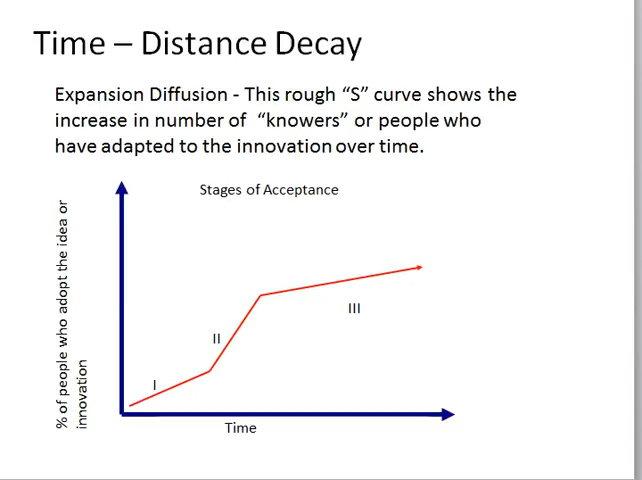 Time – Distance Decay
Expansion Diffusion - This rough “S” curve shows the
increase in number of “knowers” or people who
have adapted to the innovation over time.
Stages of Acceptance
% of people who adopt the idea or
innovation
I
II
III
Time